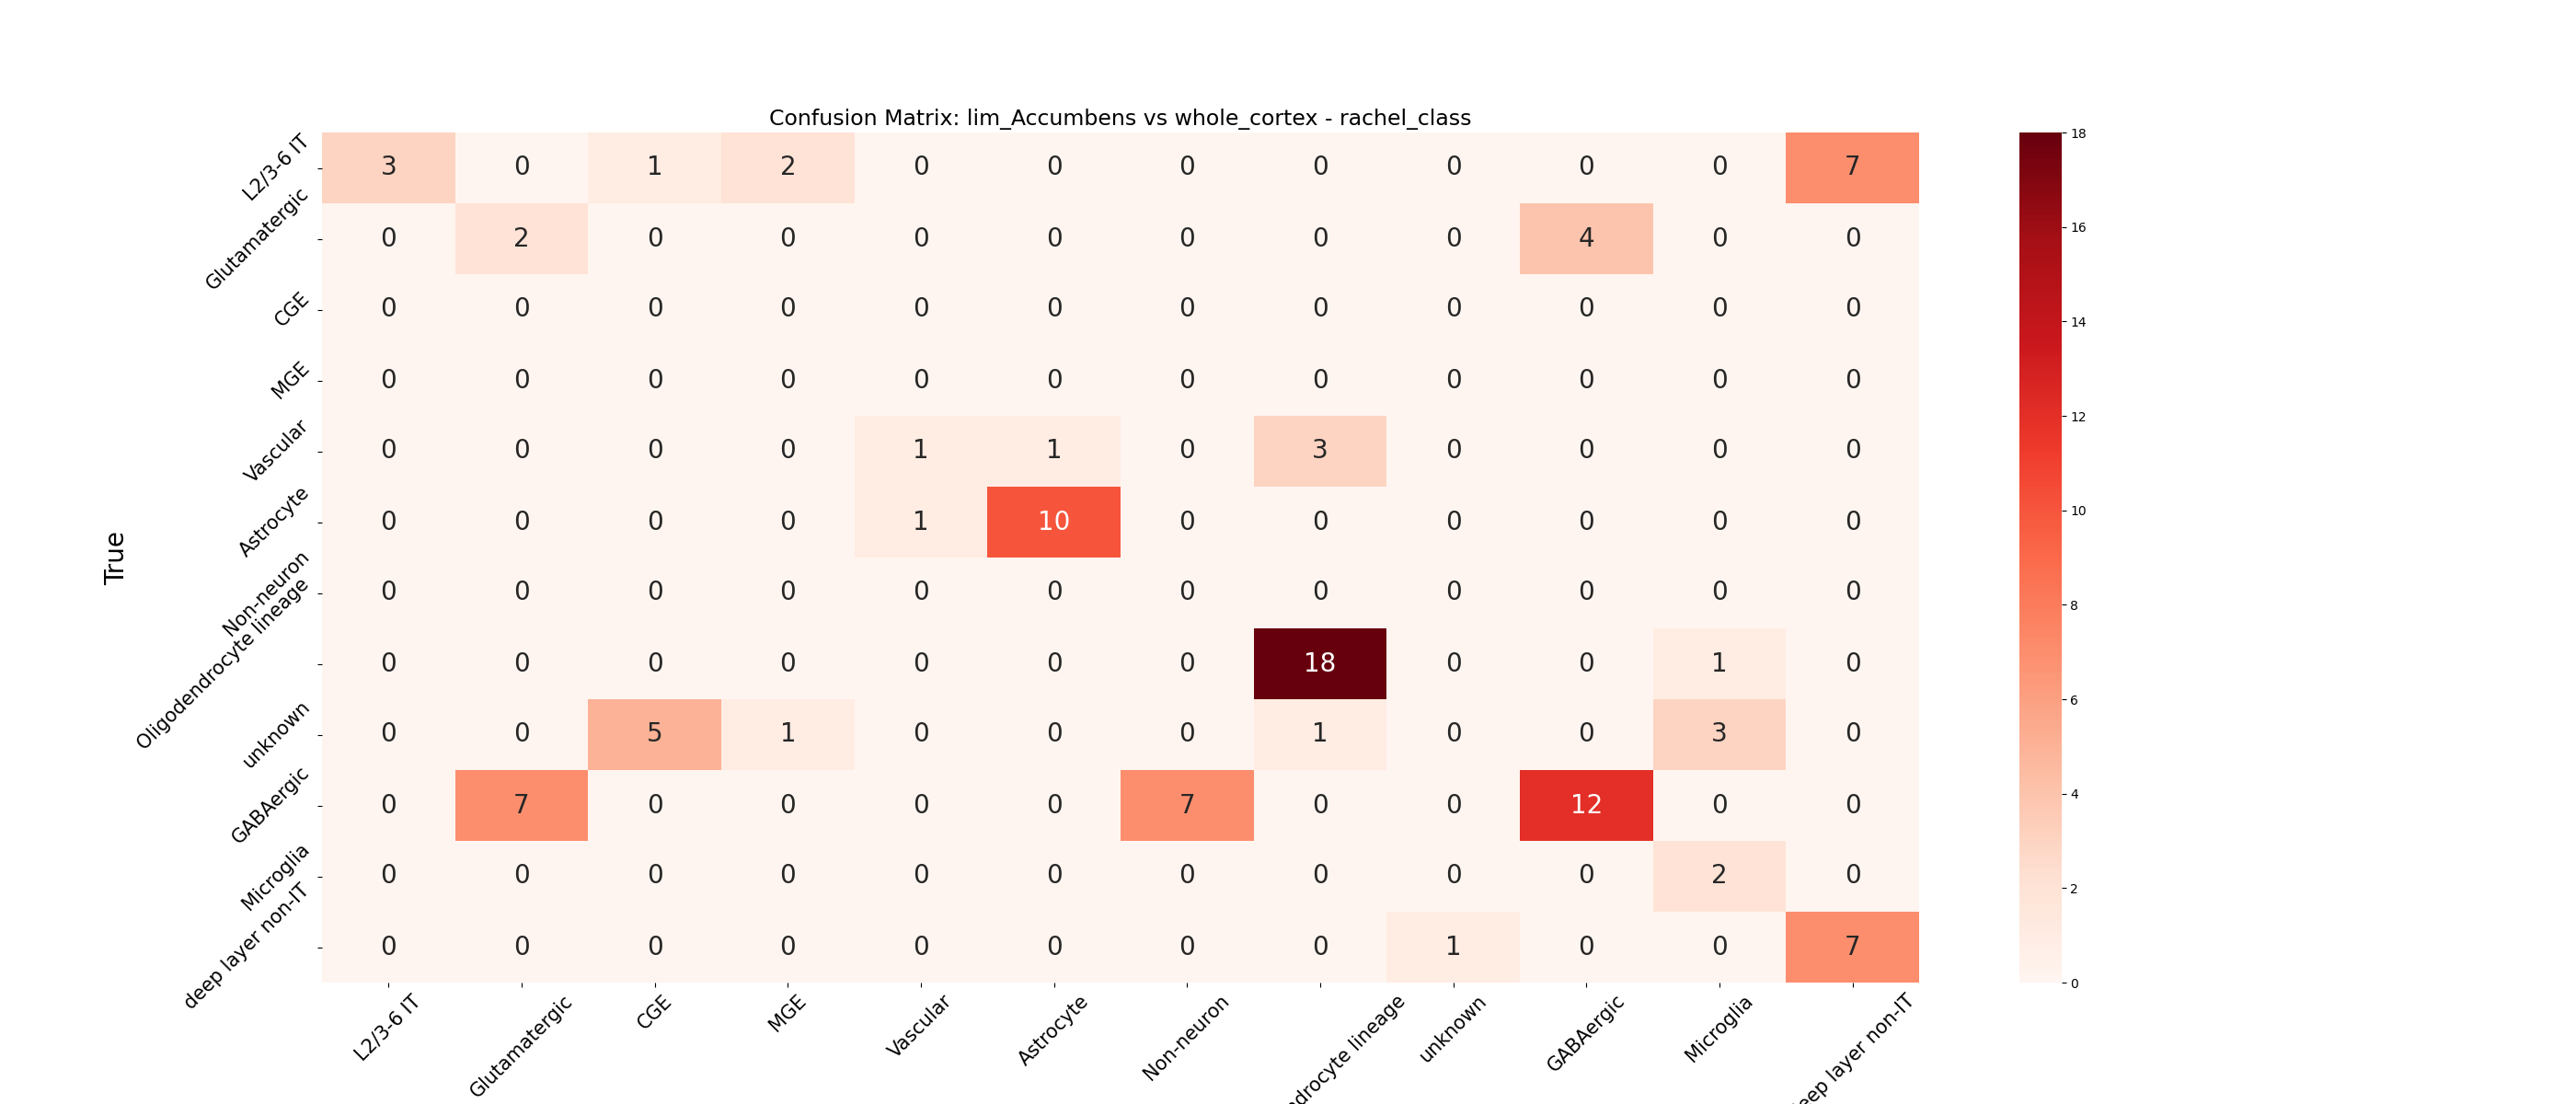 Confusion Matrix: lim_Accumbens vs whole_cortex - rachel_class
True
L2/3-6 IT 3 0 1 2 0 0 0 0 0 0 0 7
Glutamatergic 0 2 0 0 0 0 0 0 0 4 0 0
CGE 0 0 0 0 0 0 0 0 0 0 0 0
MGE 0 0 0 0 0 0 0 0 0 0 0 0
Vascular 0 0 0 0 1 1 0 3 0 0 0 0
Astrocyte 0 0 0 0 1 10 0 0 0 0 0 0
Non-neuron 0 0 0 0 0 0 0 0 0 0 0 0
Oligodendrocyte lineage 0 0 0 0 0 0 0 18 0 0 1 0
unknown 0 0 5 1 0 0 0 1 0 0 3 0
GABAergic 0 7 0 0 0 0 7 0 0 12 0 0
Microglia 0 0 0 0 0 0 0 0 0 0 2 0
deep layer non-IT 0 0 0 0 0 0 0 0 1 0 0 7
L2/3-6 IT
Glutamatergic
CGE
MGE
Vascular
Astrocyte
Non-neuron
ndrocyte lineage
unknown
GABAergic
Microglia
eep layer non-IT
18
16
14
12
10
8
6
4
2
0